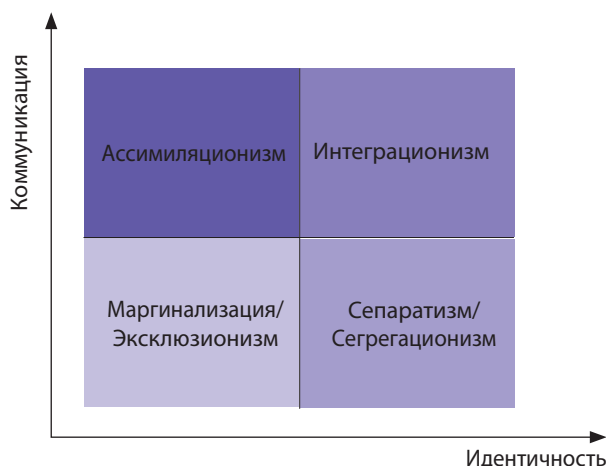 Коммуникация
Ассимиляционизм
Интеграционизм
Маргинализация/
Эксклюзионизм
Сепаратизм/
Сегрегационизм
Идентичность